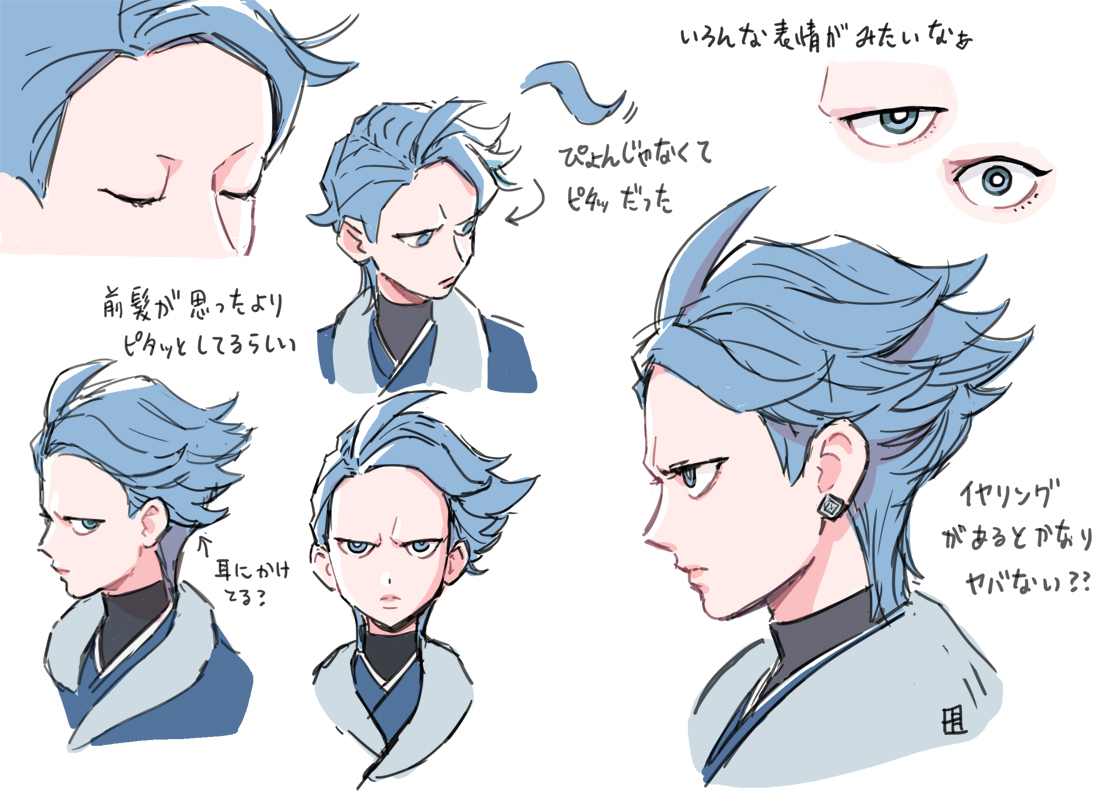 いろんな表情がみたいなぁ
ぴょんじゃなくて
ピタッだった
前髪が思ったより
ピタッとしてるらしい
耳にかけ
てる?
イヤリング
があるとかなり
ヤバない??